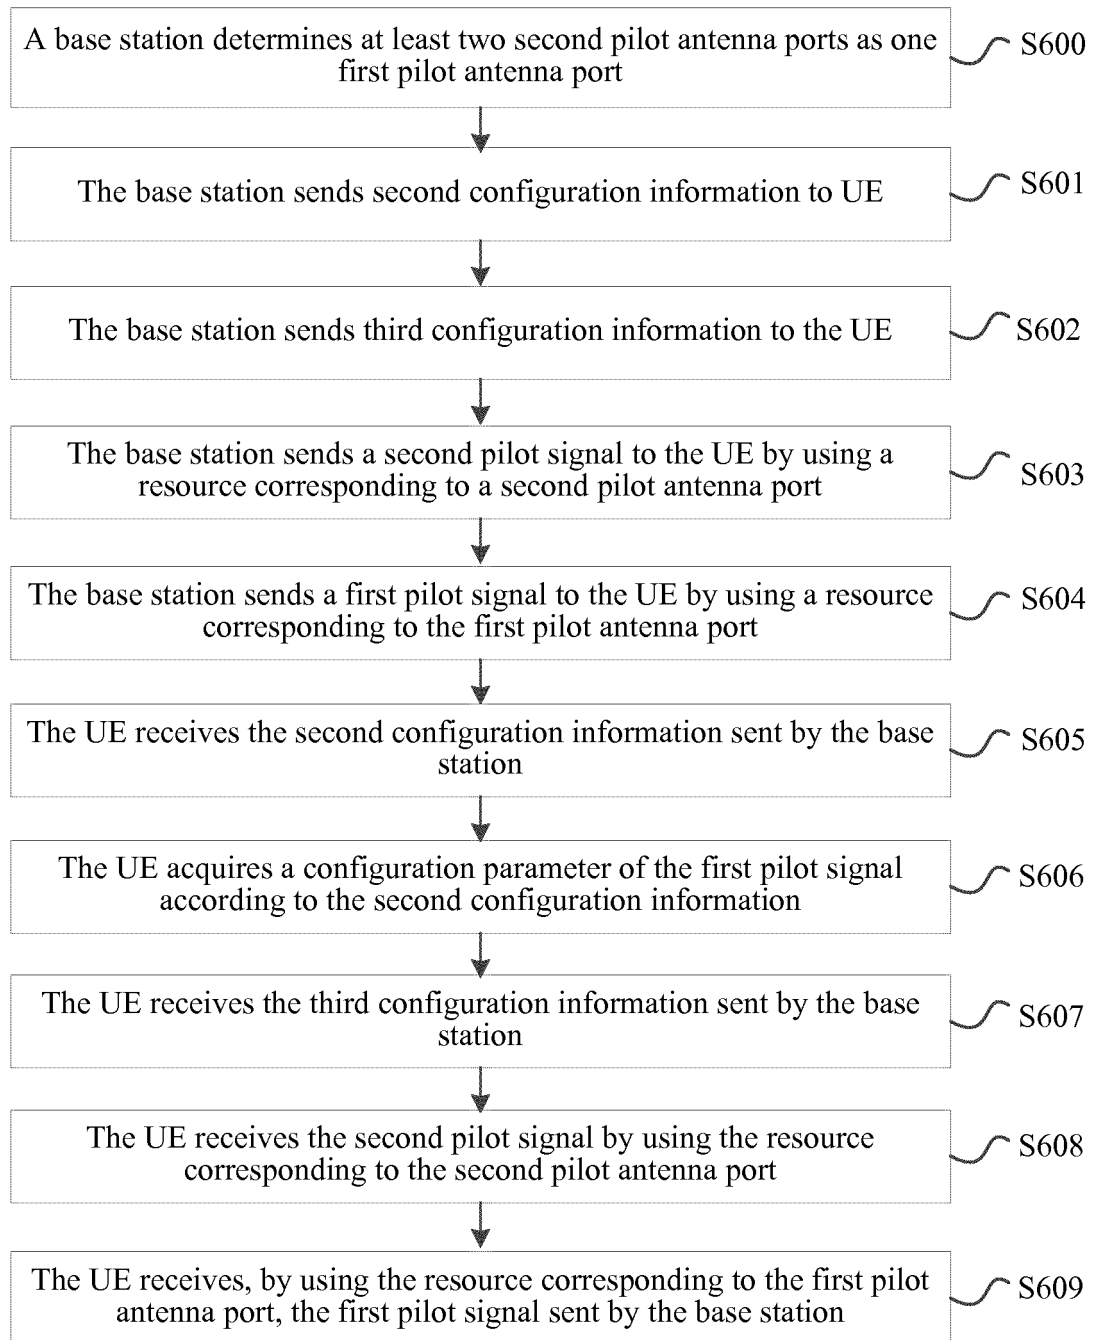 A base station determines at least two second pilot antenna ports as one
first pilot antenna port
S600
The base station sends second configuration information to UE
S601
The base station sends third configuration information to the UE
S602
The base station sends a second pilot signal to the UE by using a
resource corresponding to a second pilot antenna port
S603
The base station sends a first pilot signal to the UE by using a resource
corresponding to the first pilot antenna port
S604
The UE receives the second configuration information sent by the base
station
S605
The UE acquires a configuration parameter of the first pilot signal
according to the second configuration information
S606
The UE receives the third configuration information sent by the base
station
S607
The UE receives the second pilot signal by using the resource
corresponding to the second pilot antenna port
S608
The UE receives, by using the resource corresponding to the first pilot
antenna port, the first pilot signal sent by the base station
S609